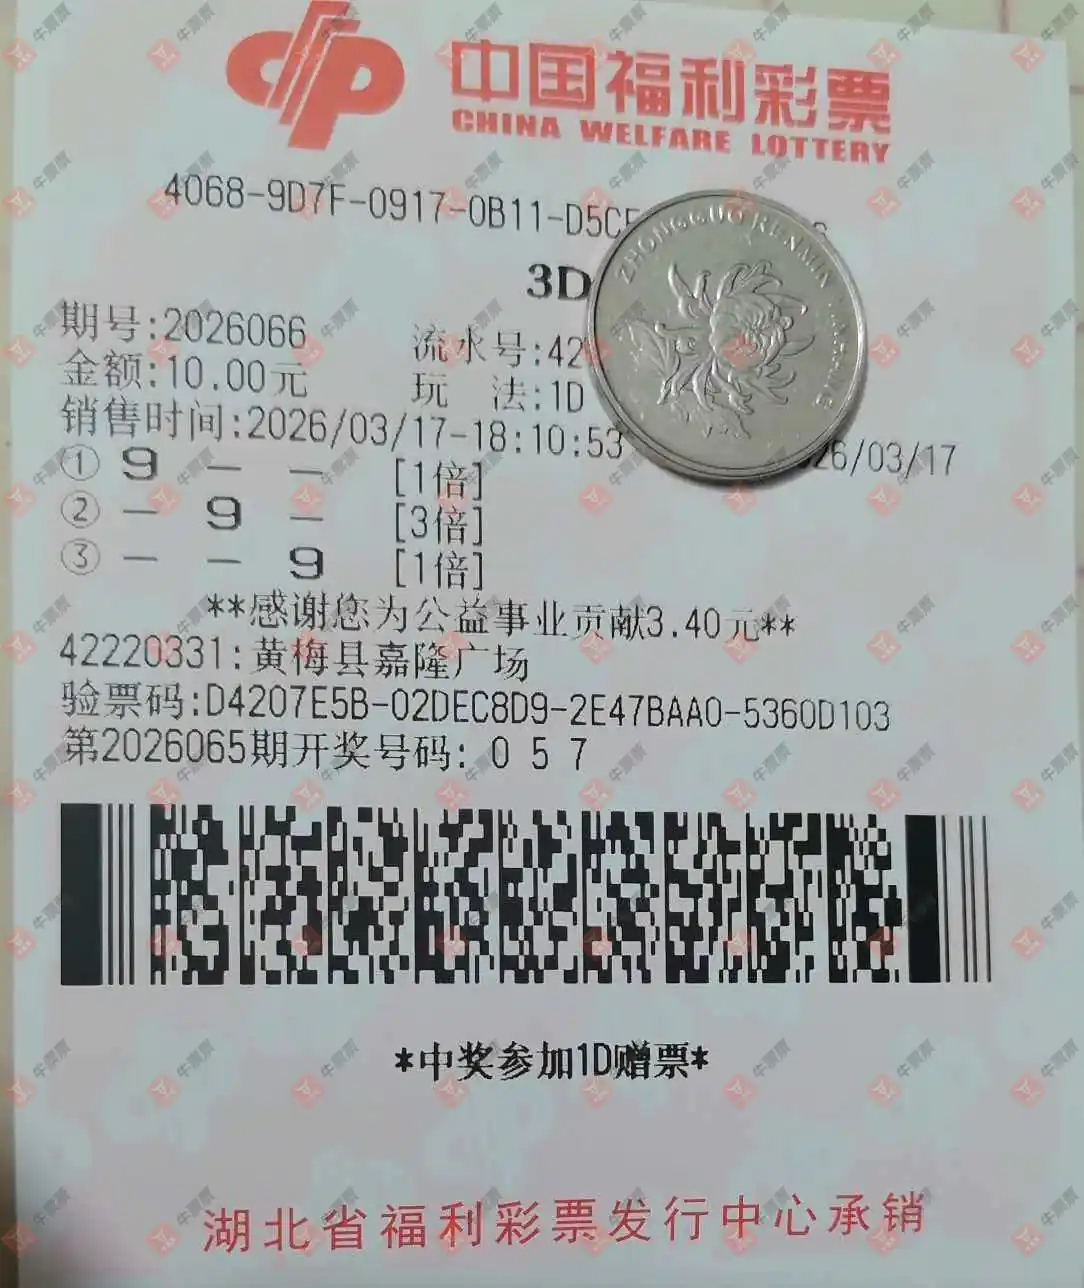 中国福利彩票
CHINA WELFARE LOTTERY
4068-9D7F-0917-0B11-D5C
ZHONGGUO RENMIN
3D
期号:2026066 流水号:42
金额:10.00元 玩 法:1D
销售时间:2026/03/17-18:10:53 26/03/17
① 9 － － [1倍]
② － 9 － [3倍]
③ － － 9 [1倍]
**感谢您为公益事业贡献3.40元**
42220331:黄梅县嘉隆广场
验票码:D4207E5B-02DEC8D9-2E47BAA0-5360D103
第2026065期开奖号码: 0 5 7
*中奖参加1D赠票*
湖北省福利彩票发行中心承销
牛票票